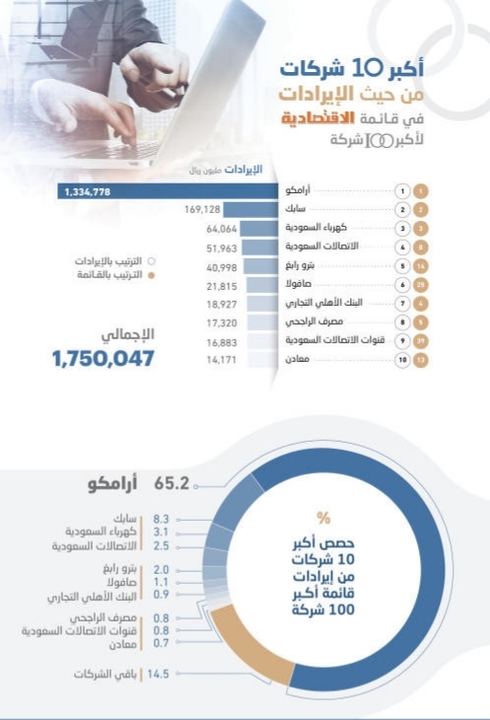 أكبر 10 شركات
من حيث الإيرادات
في قائمة الاقتصادية
لأكبر 100 شركة
الإيرادات مليون ريال
1 1 أرامكو 1,334,778
2 2 سابك 169,128
3 3 كهرباء السعودية 64,064
4 الاتصالات السعودية 51,963
14 5 بترو رابغ 40,998
25 6 صافولا 21,815
4 7 البنك الأهلي التجاري 18,927
5 8 مصرف الراجحي 17,320
39 9 قنوات الاتصالات السعودية 16,883
13 10 معادن 14,171
الترتيب بالإيرادات
الترتيب بالقائمة
الإجمالي
1,750,047
65.2 أرامكو
8.3 سابك
3.1 كهرباء السعودية
2.5 الاتصالات السعودية
2.0 بترو رابغ
1.1 صافولا
0.9 البنك الأهلي التجاري
0.8 مصرف الراجحي
0.8 قنوات الاتصالات السعودية
0.7 معادن
14.5 باقي الشركات
%
حصص أكبر
10 شركات
من إيرادات
قائمة أكبر
100 شركة